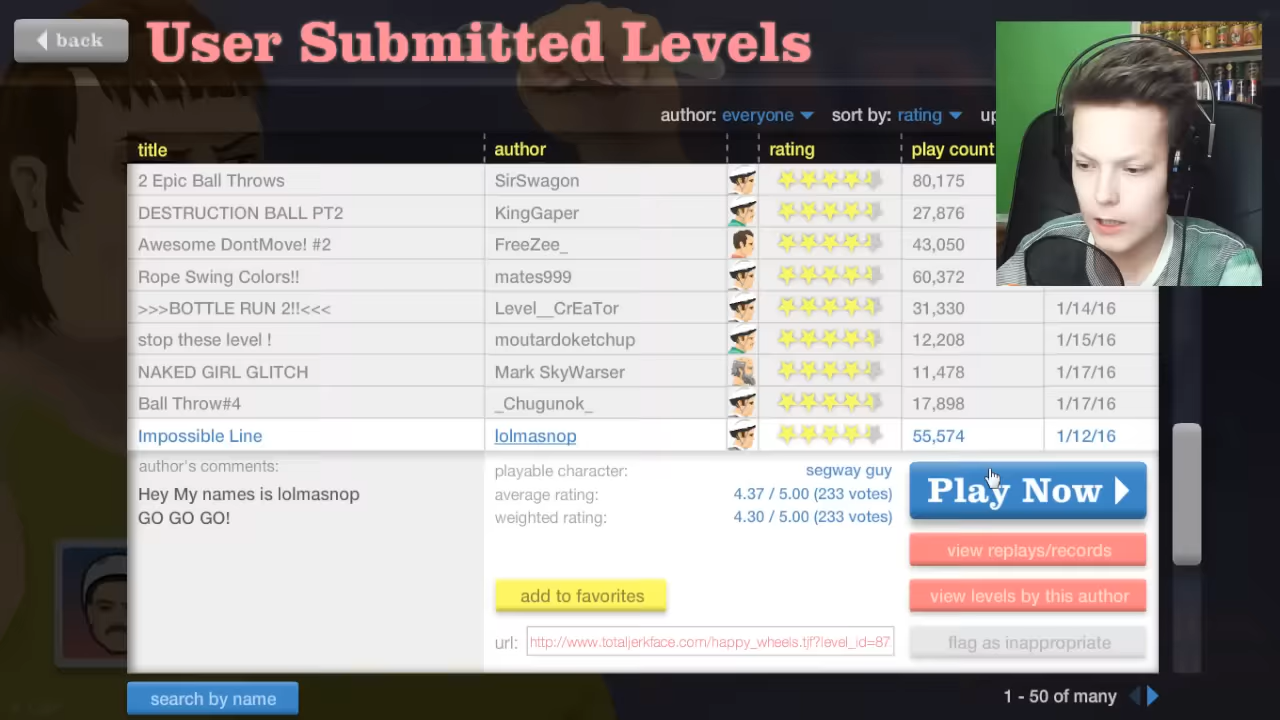 back
User Submitted Levels
author: everyone sort by: rating up
title author rating play count
2 Epic Ball Throws SirSwagon 80,175
DESTRUCTION BALL PT2 KingGaper 27,876
Awesome DontMove! #2 FreeZee_ 43,050
Rope Swing Colors!! mates999 60,372
>>>BOTTLE RUN 2!!<<< Level__CrEaTor 31,330 1/14/16
stop these level ! moutardoketchup 12,208 1/15/16
NAKED GIRL GLITCH Mark SkyWarser 11,478 1/17/16
Ball Throw#4 _Chugunok_ 17,898 1/17/16
Impossible Line lolmasnop 55,574 1/12/16
author's comments:
Hey My names is lolmasnop
GO GO GO!
playable character: segway guy
average rating: 4.37 / 5.00 (233 votes)
weighted rating: 4.30 / 5.00 (233 votes)
Play Now
view replays/records
add to favorites
view levels by this author
url: http://www.totaljerkface.com/happy_wheels.tjf?level_id=87
flag as inappropriate
search by name
1 - 50 of many